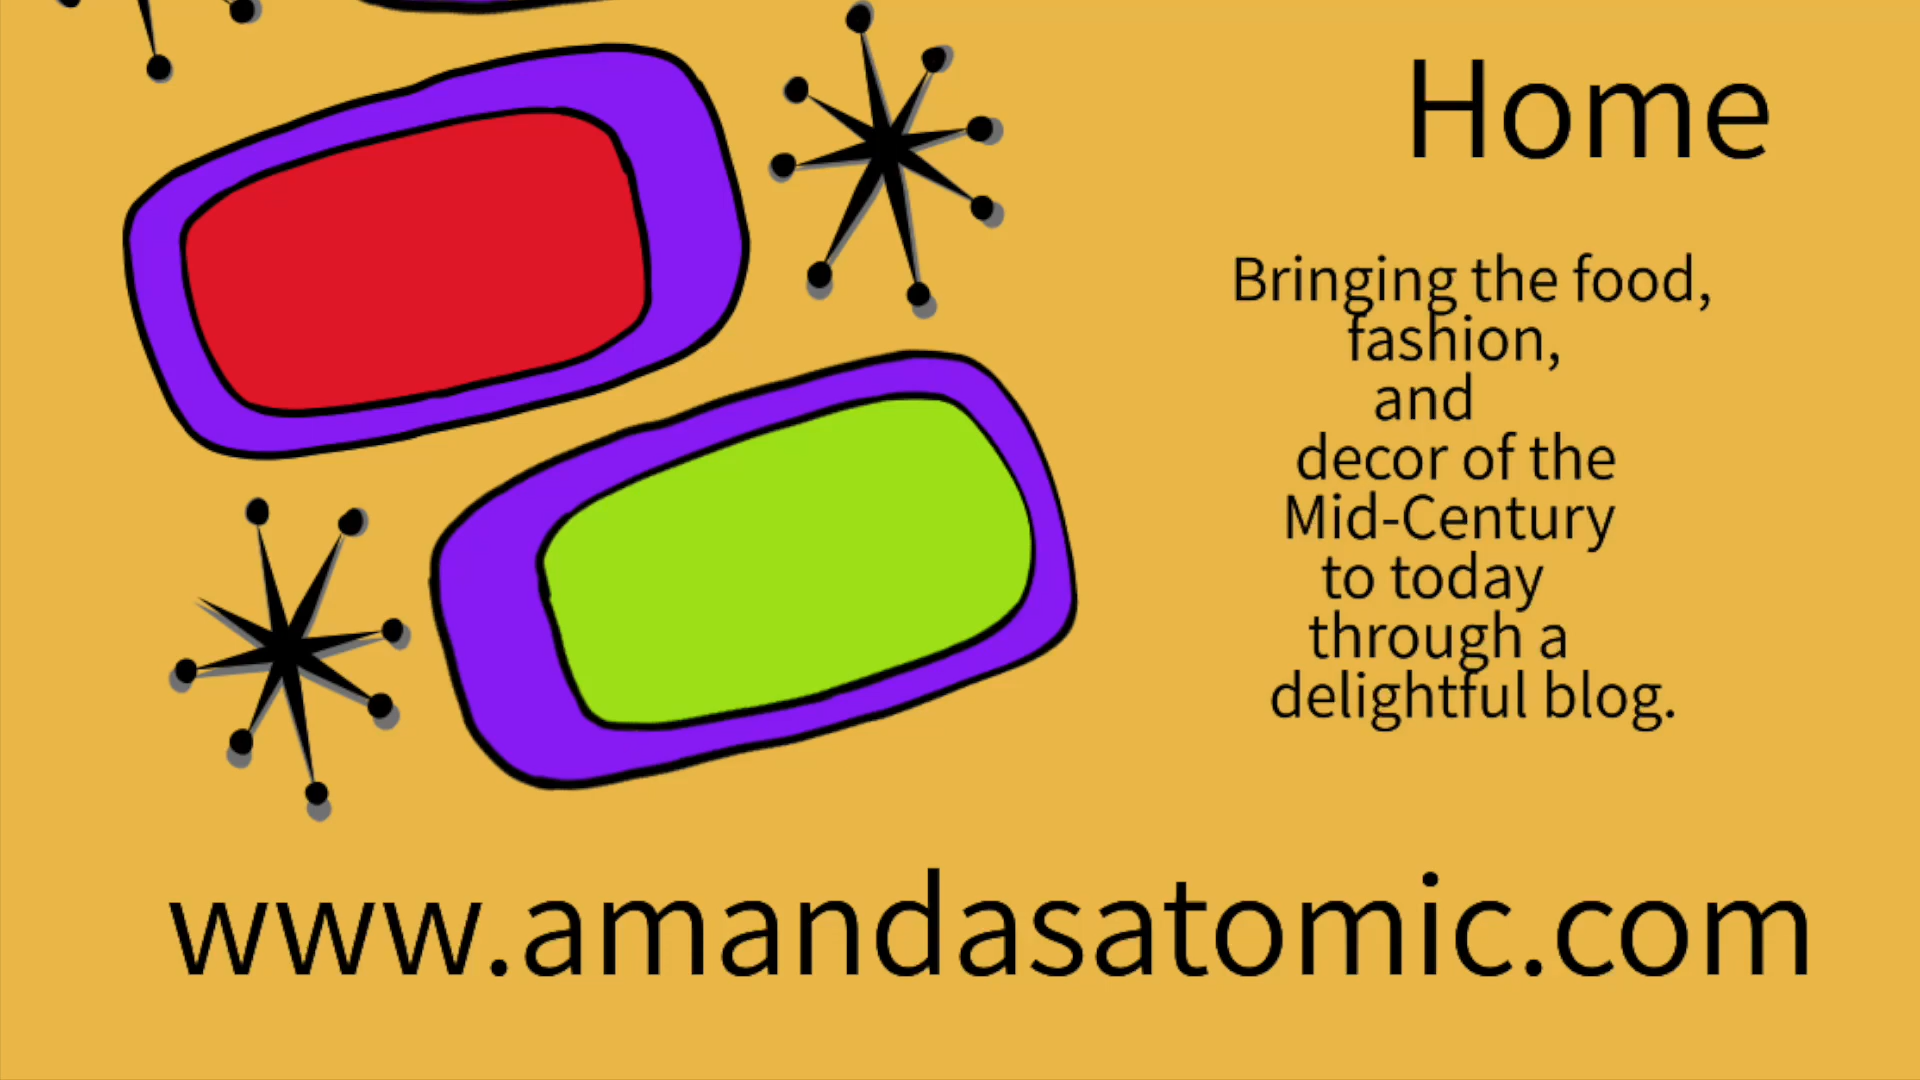 Home
Bringing the food,
fashion,
and
decor of the
Mid-Century
to today
through a
delightful blog.
www.amandasatomic.com